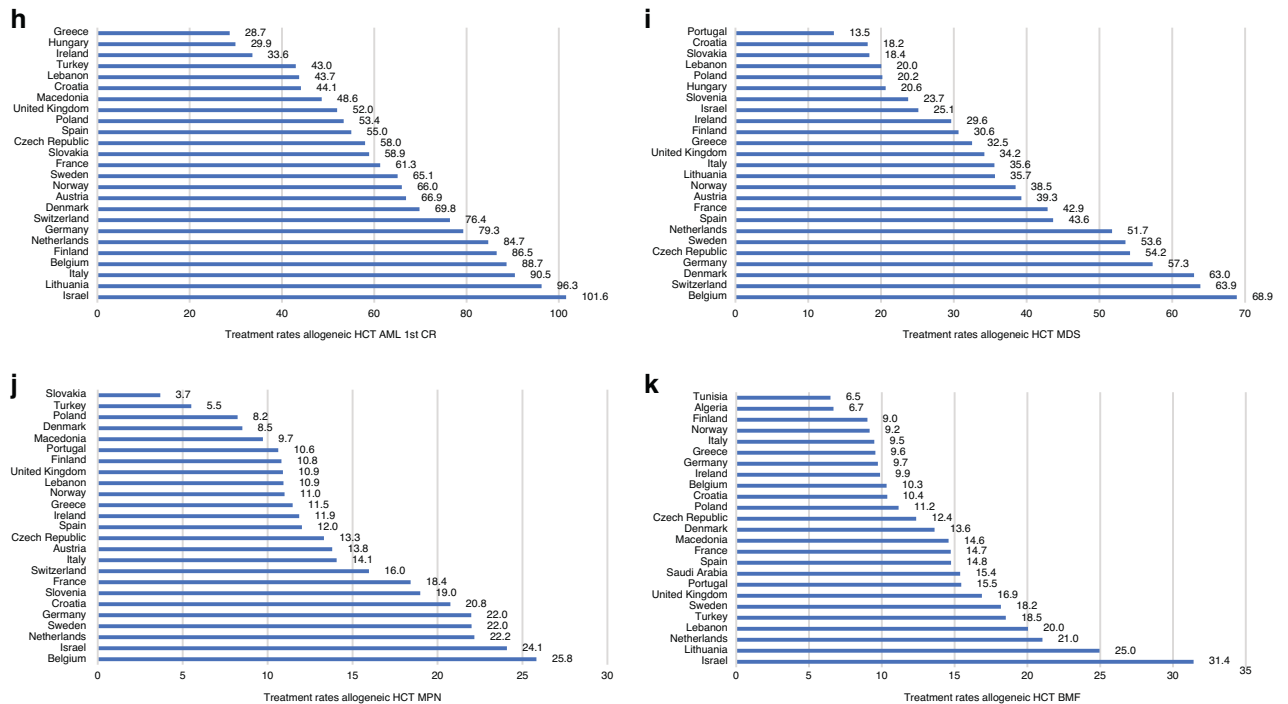 h
Greece 28.7
Hungary 29.9
Ireland 33.6
Turkey 43.0
Lebanon 43.7
Croatia 44.1
Macedonia 48.6
United Kingdom 52.0
Poland 53.4
Spain 55.0
Czech Republic 58.0
Slovakia 58.9
France 61.3
Sweden 65.1
Norway 66.0
Austria 66.9
Denmark 69.8
Switzerland 76.4
Germany 79.3
Netherlands 84.7
Finland 86.5
Belgium 88.7
Italy 90.5
Lithuania 96.3
Israel 101.6
0 20 40 60 80 100
Treatment rates allogeneic HCT AML 1st CR
i
Portugal 13.5
Croatia 18.2
Slovakia 18.4
Lebanon 20.0
Poland 20.2
Hungary 20.6
Slovenia 23.7
Israel 25.1
Ireland 29.6
Finland 30.6
Greece 32.5
United Kingdom 34.2
Italy 35.6
Lithuania 35.7
Norway 38.5
Austria 39.3
France 42.9
Spain 43.6
Netherlands 51.7
Sweden 53.6
Czech Republic 54.2
Germany 57.3
Denmark 63.0
Switzerland 63.9
Belgium 68.9
0 10 20 30 40 50 60 70
Treatment rates allogeneic HCT MDS
j
Slovakia 3.7
Turkey 5.5
Poland 8.2
Denmark 8.5
Macedonia 9.7
Portugal 10.6
Finland 10.8
United Kingdom 10.9
Lebanon 10.9
Norway 11.0
Greece 11.5
Ireland 11.9
Spain 12.0
Czech Republic 13.3
Austria 13.8
Italy 14.1
Switzerland 16.0
France 18.4
Slovenia 19.0
Croatia 20.8
Germany 22.0
Sweden 22.0
Netherlands 22.2
Israel 24.1
Belgium 25.8
0 5 10 15 20 25 30
Treatment rates allogeneic HCT MPN
k
Tunisia 6.5
Algeria 6.7
Finland 9.0
Norway 9.2
Italy 9.5
Greece 9.6
Germany 9.7
Ireland 9.9
Belgium 10.3
Croatia 10.4
Poland 11.2
Czech Republic 12.4
Denmark 13.6
Macedonia 14.6
France 14.7
Spain 14.8
Saudi Arabia 15.4
Portugal 15.5
United Kingdom 16.9
Sweden 18.2
Turkey 18.5
Lebanon 20.0
Netherlands 21.0
Lithuania 25.0
Israel 31.4
0 5 10 15 20 25 30 35
Treatment rates allogeneic HCT BMF